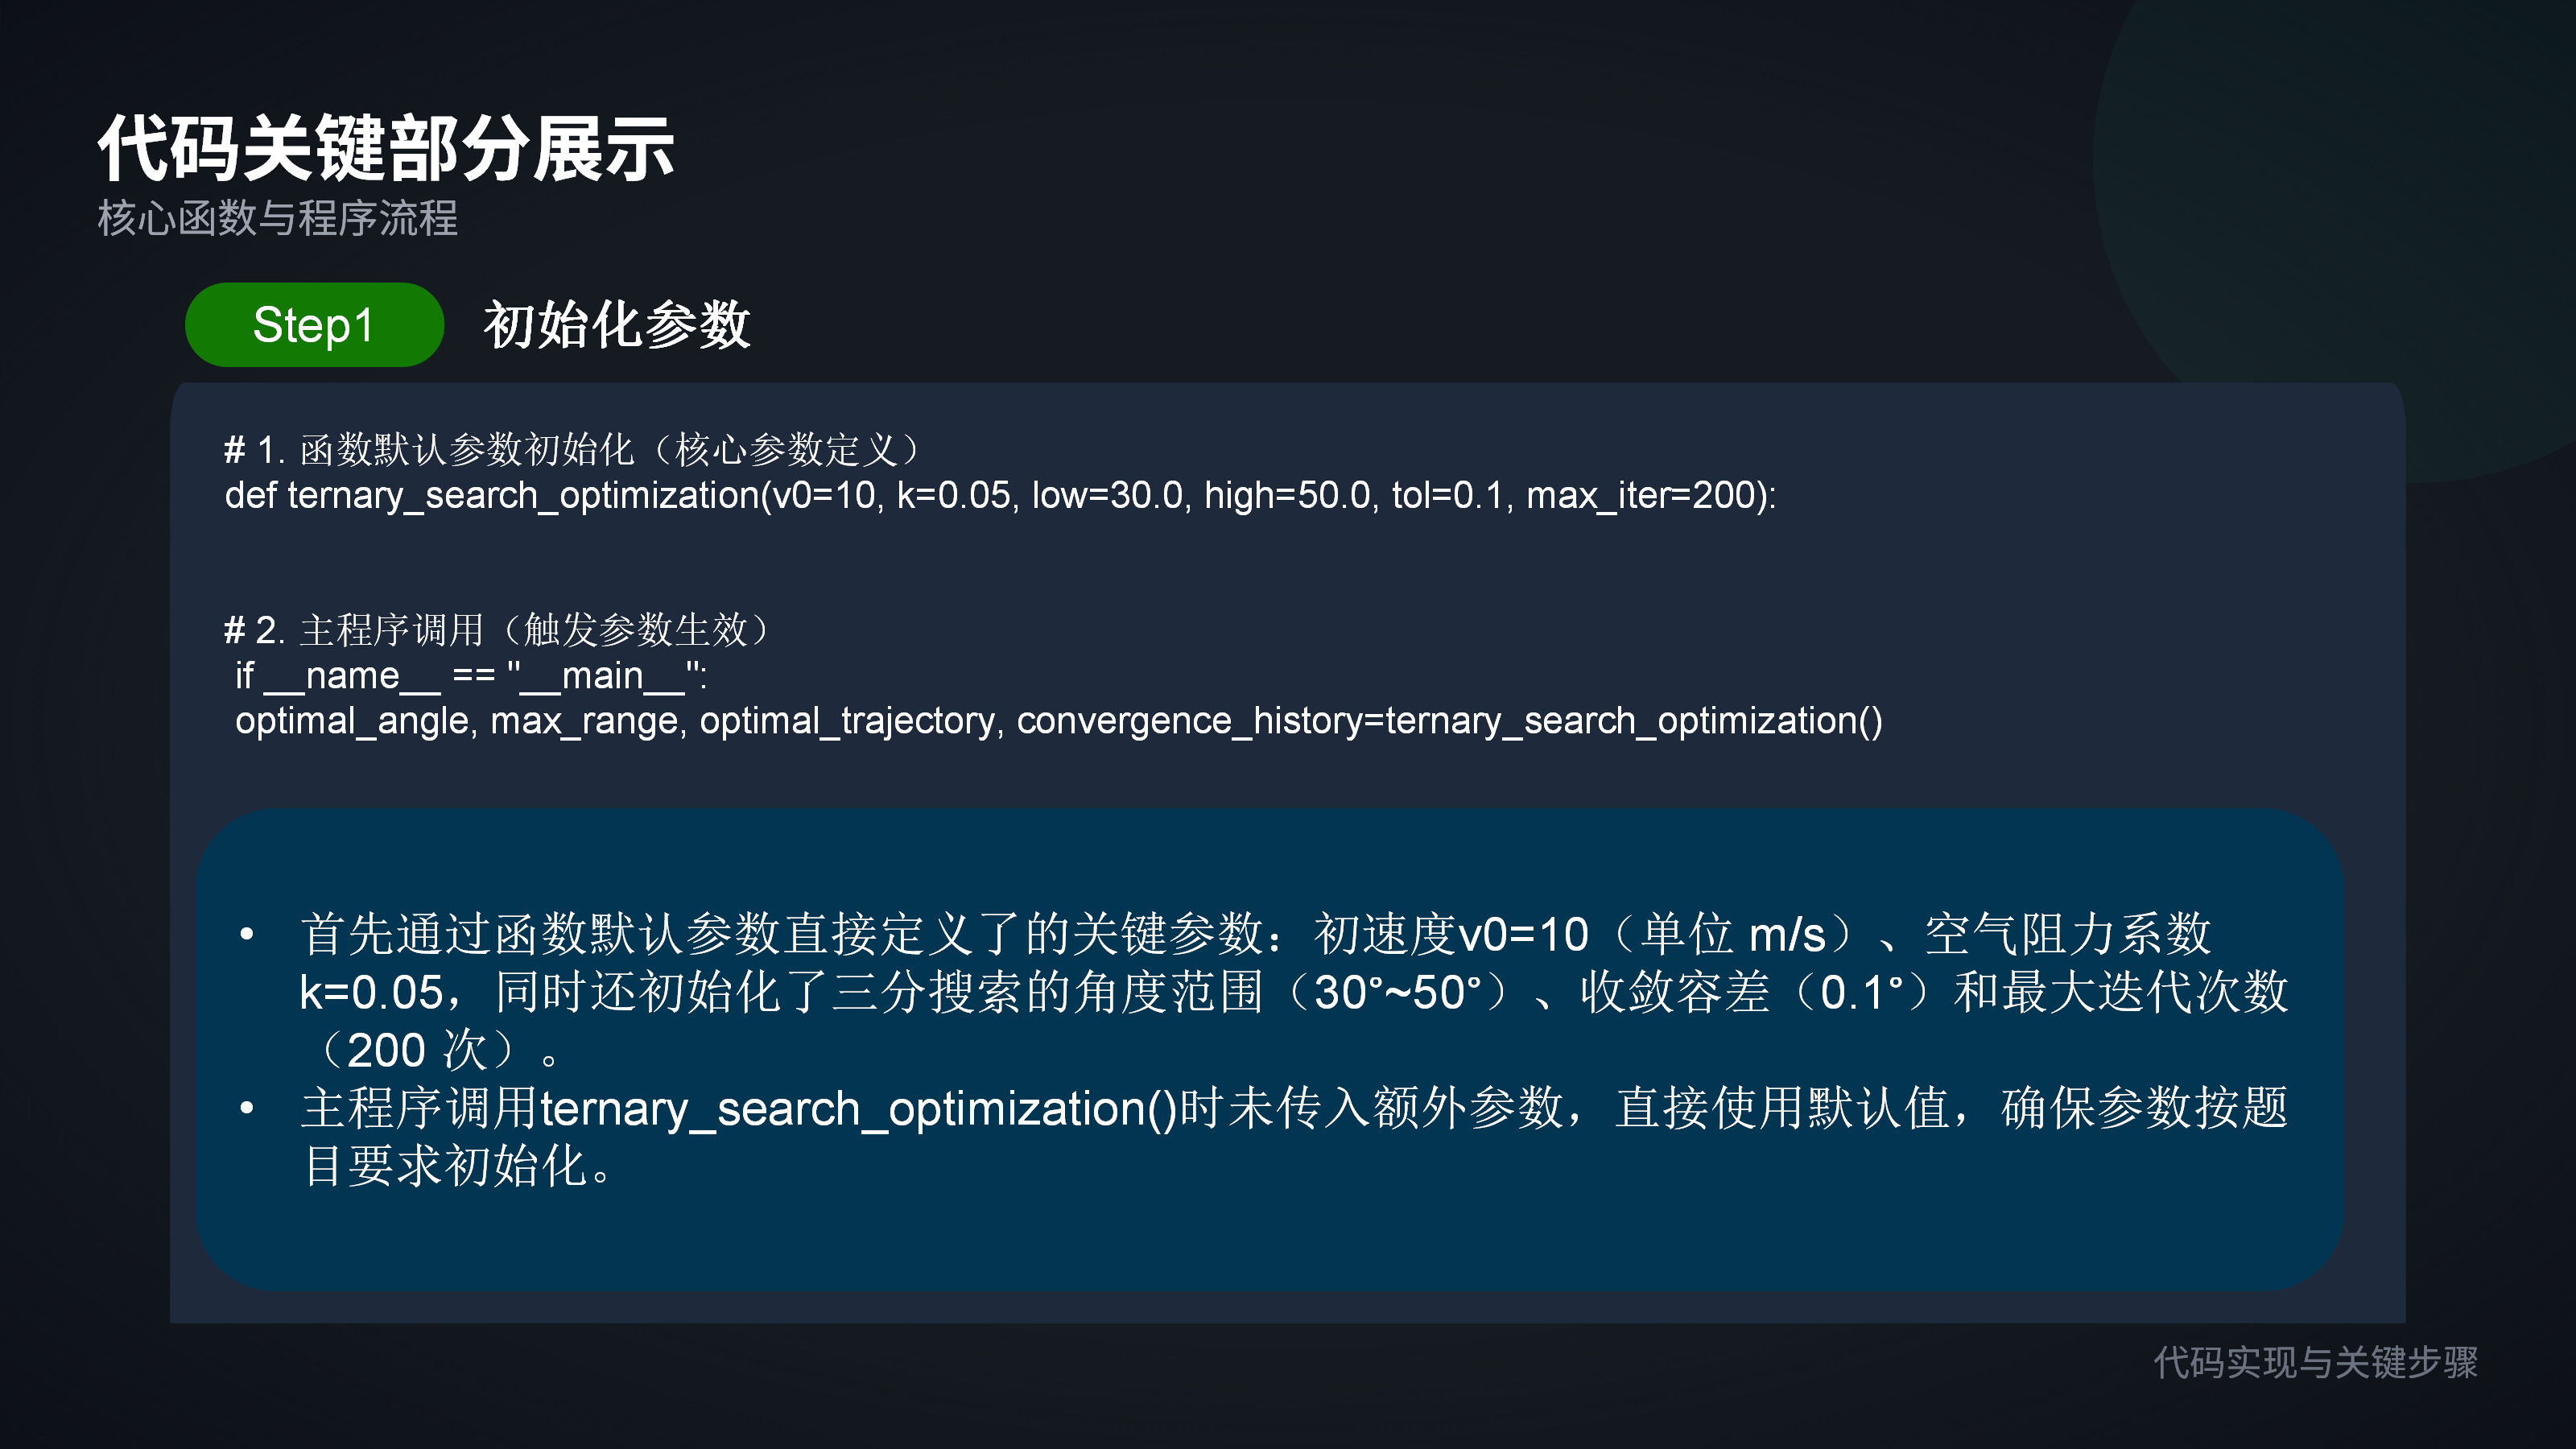 代码关键部分展示
核心函数与程序流程
Step1
初始化参数
# 1. 函数默认参数初始化（核心参数定义）
def ternary_search_optimization(v0=10, k=0.05, low=30.0, high=50.0, tol=0.1, max_iter=200):
# 2. 主程序调用（触发参数生效）
if __name__ == "__main__":
optimal_angle, max_range, optimal_trajectory, convergence_history=ternary_search_optimization()
• 首先通过函数默认参数直接定义了的关键参数：初速度v0=10（单位 m/s）、空气阻力系数
k=0.05，同时还初始化了三分搜索的角度范围（30°~50°）、收敛容差（0.1°）和最大迭代次数
（200 次）。
• 主程序调用ternary_search_optimization()时未传入额外参数，直接使用默认值，确保参数按题
目要求初始化。
代码实现与关键步骤